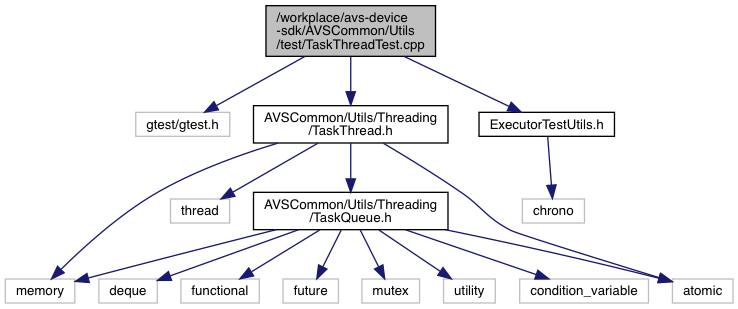 /workplace/avs-device
-sdk/AVSCommon/Utils
/test/TaskThreadTest.cpp
gtest/gtest.h
AVSCommon/Utils/Threading
/TaskThread.h
ExecutorTestUtils.h
thread
AVSCommon/Utils/Threading
/TaskQueue.h
chrono
memory
deque
functional
future
mutex
utility
condition_variable
atomic